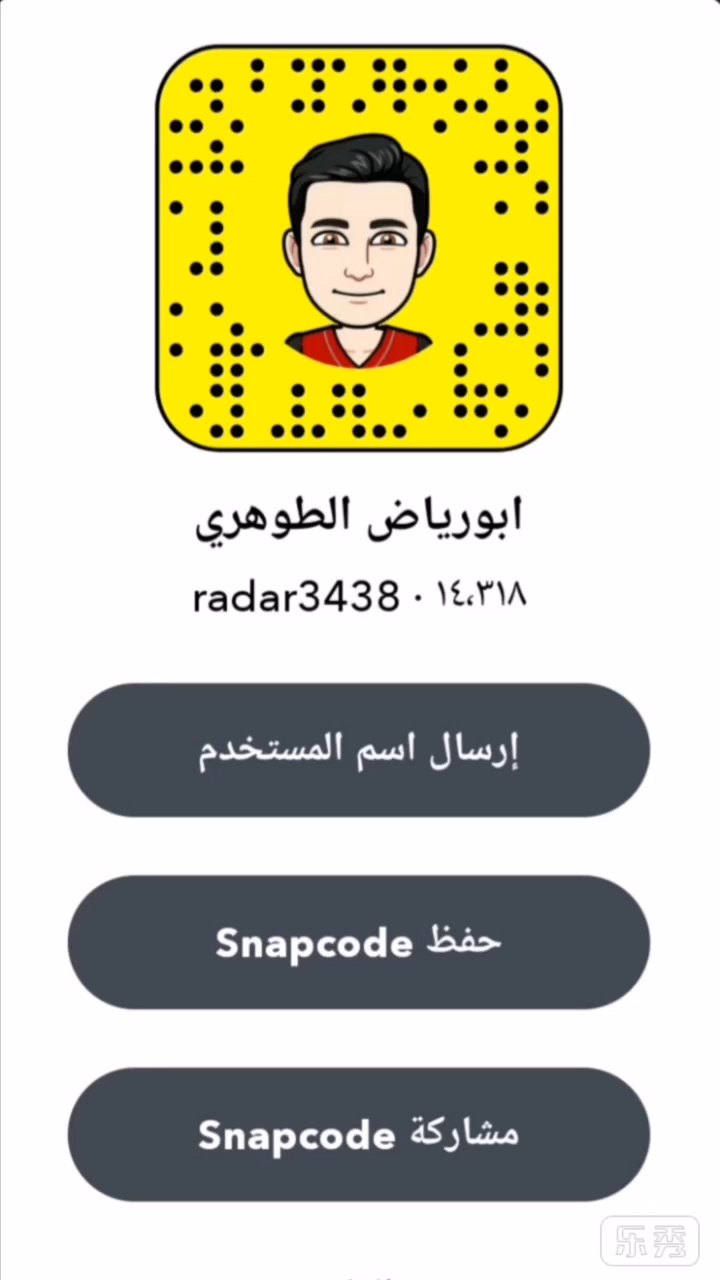 ابورياض الطوهري
radar3438 · ١٤،٣١٨
إرسال اسم المستخدم
حفظ Snapcode
مشاركة Snapcode
乐秀